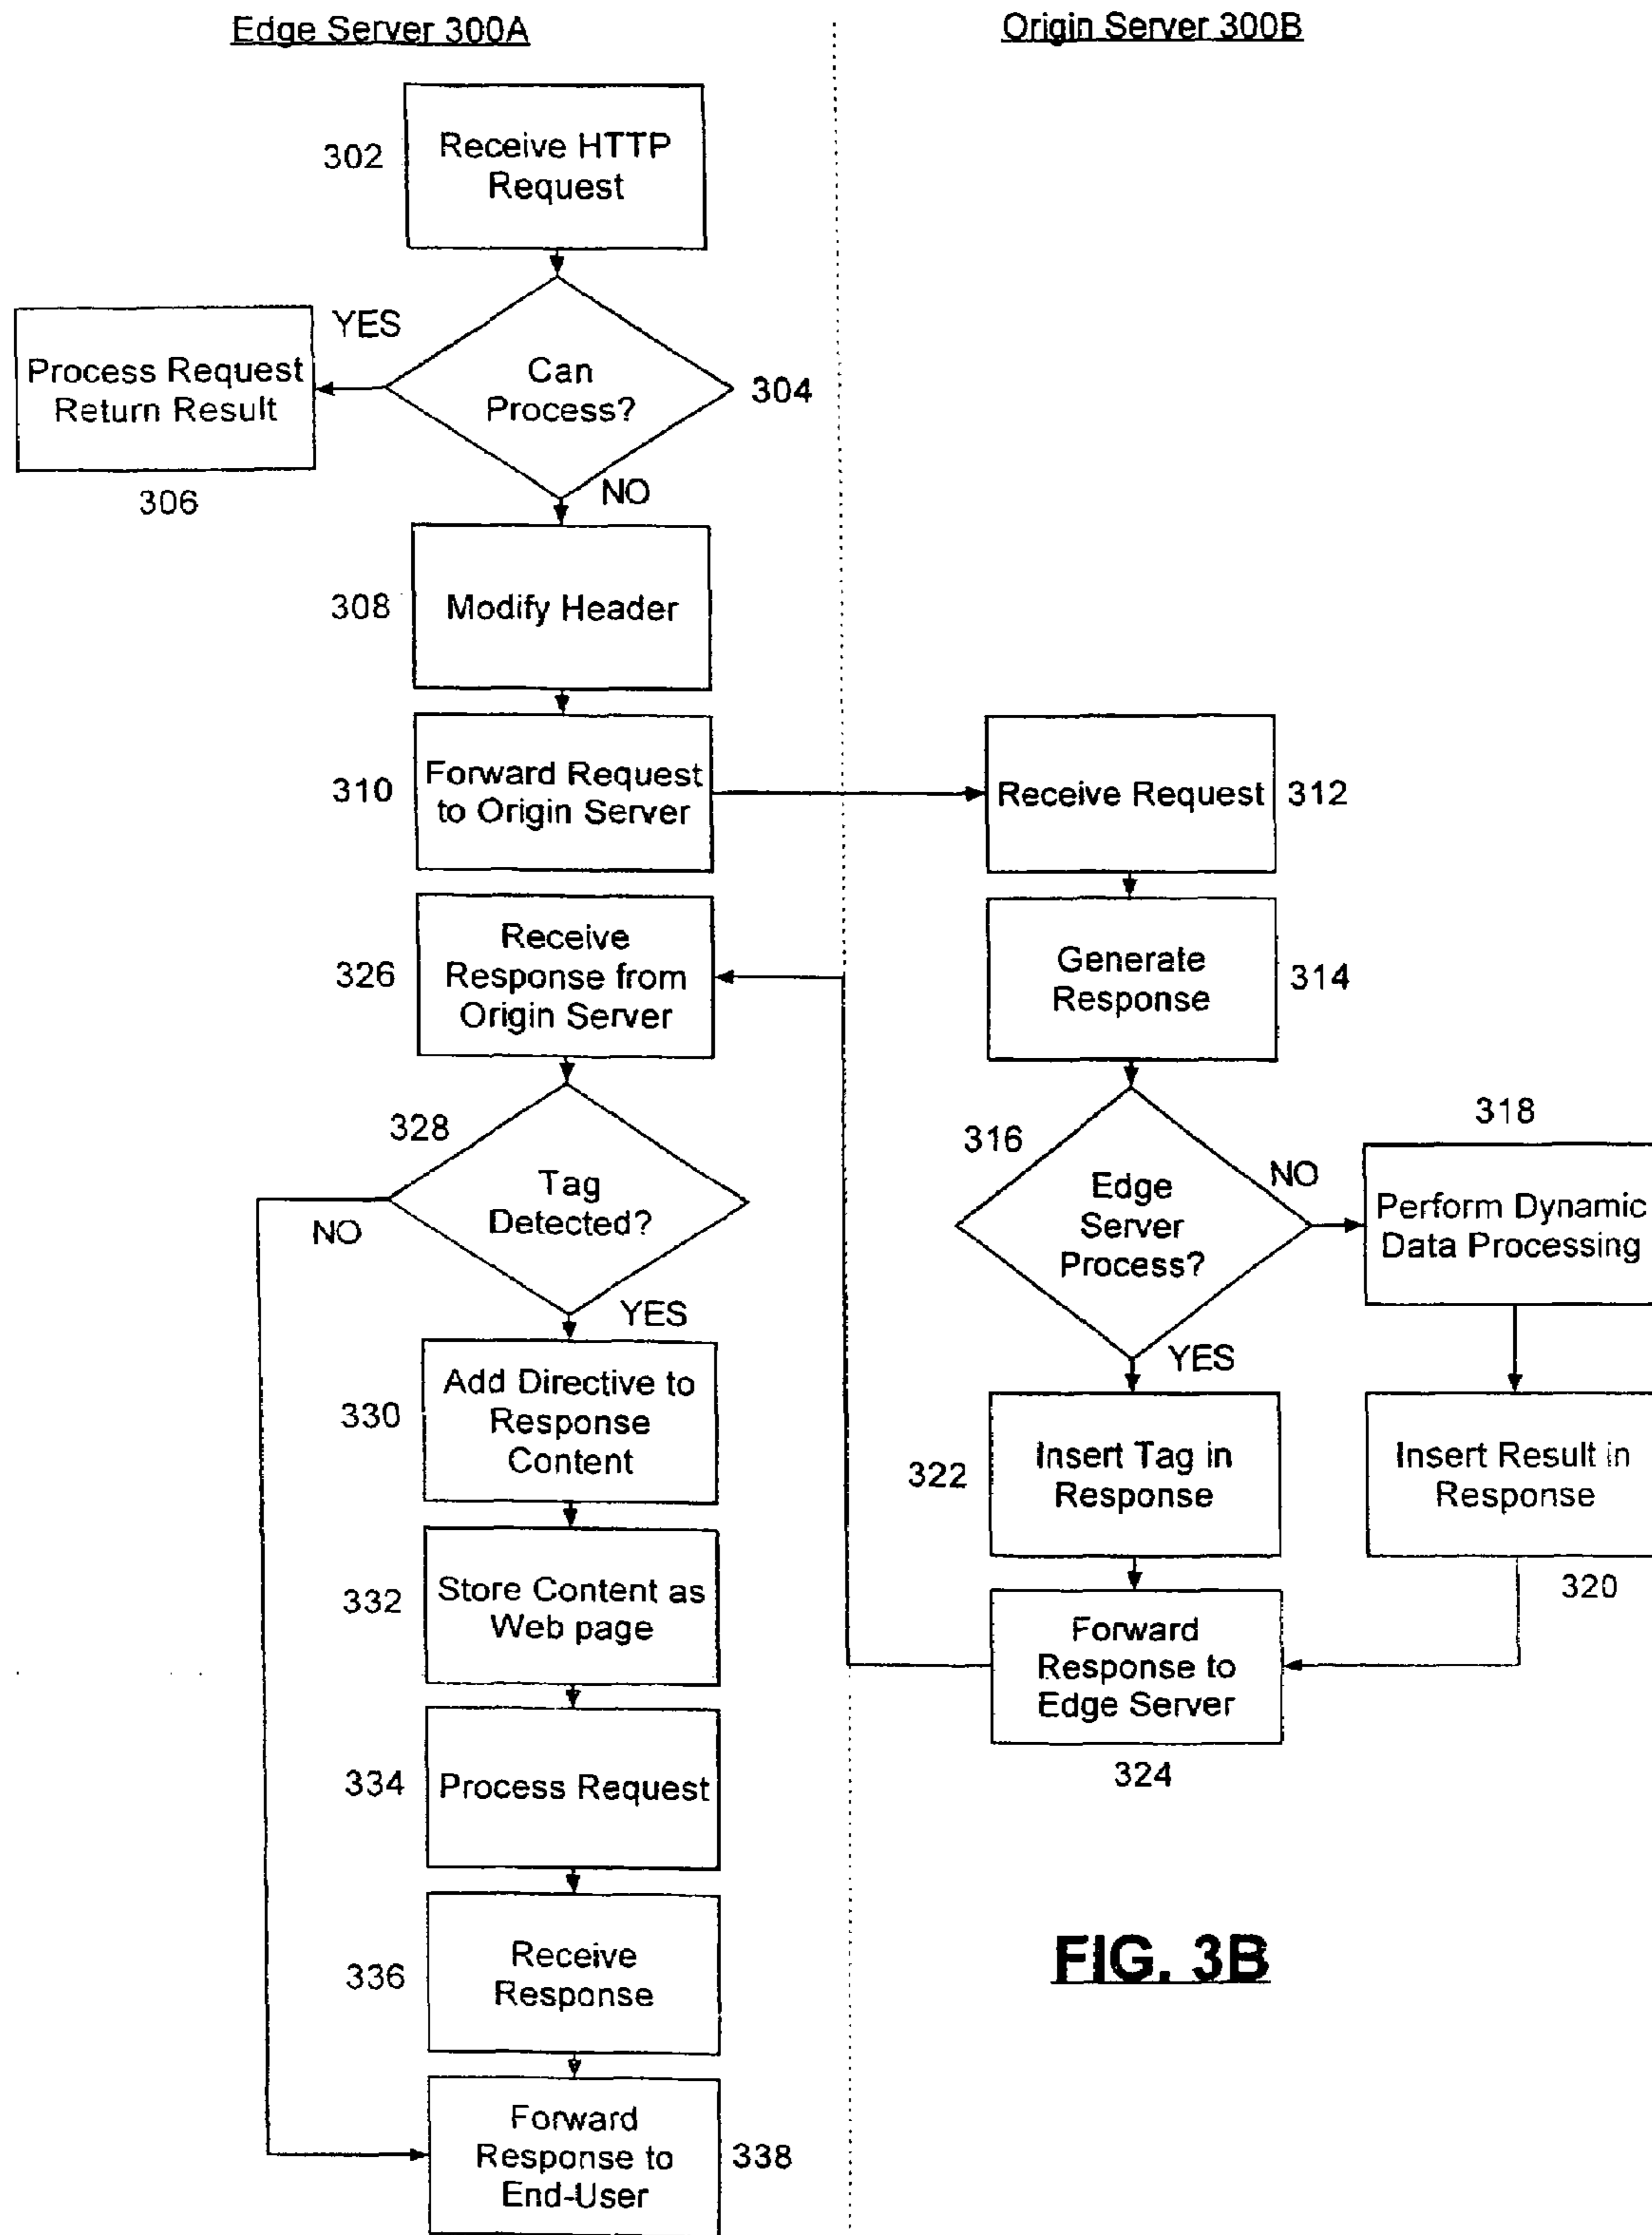 Edge Server 300A
Origin Server 300B
302
Receive HTTP
Request
YES
Process Request
Return Result
306
Can
Process?
304
NO
308
Modify Header
310
Forward Request
to Origin Server
Receive Request
312
Generate
Response
314
316
Edge
Server
Process?
NO
318
Perform Dynamic
Data Processing
Insert Result in
Response
320
YES
322
Insert Tag in
Response
Forward
Response to
Edge Server
324
326
Receive
Response from
Origin Server
328
Tag
Detected?
NO
YES
330
Add Directive to
Response
Content
332
Store Content as
Web page
334
Process Request
336
Receive
Response
Forward
Response to
End-User
338
FIG. 3B